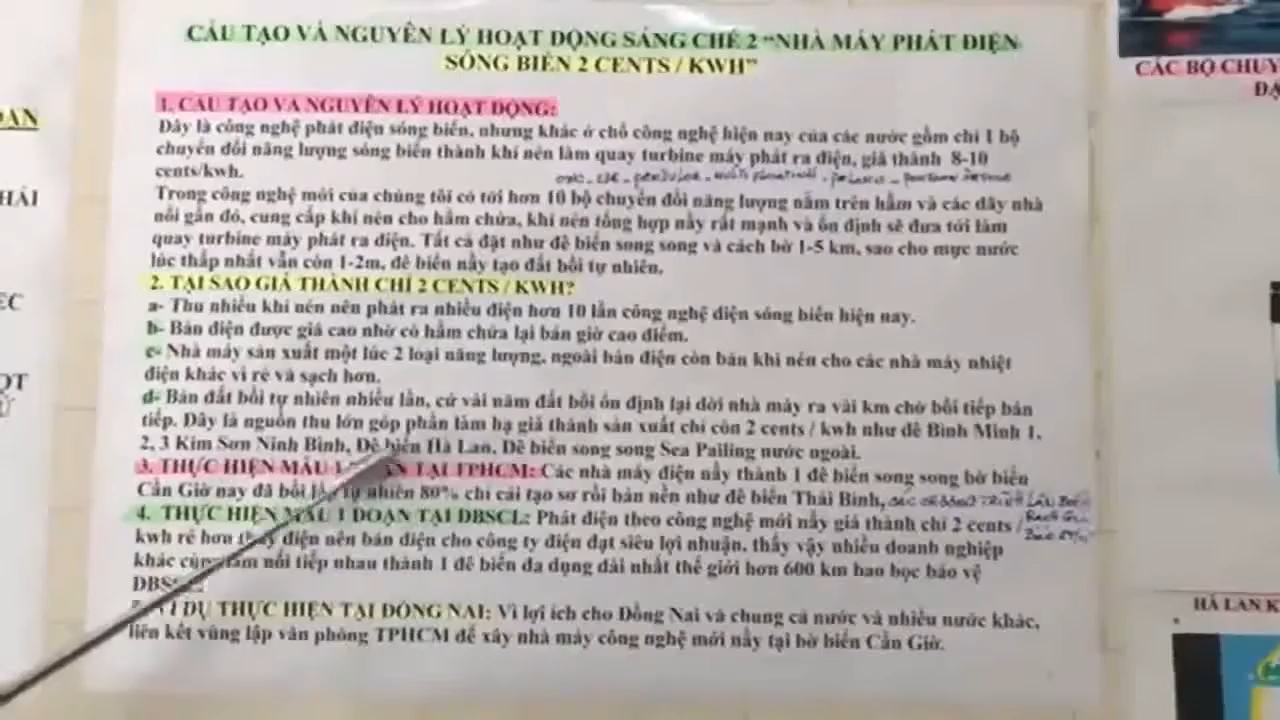 CẤU TẠO VÀ NGUYÊN LÝ HOẠT ĐỘNG SÁNG CHẾ 2 “NHÀ MÁY PHÁT ĐIỆN
SÓNG BIỂN 2 CENTS / KWH”
1. CẤU TẠO VÀ NGUYÊN LÝ HOẠT ĐỘNG:
Đây là công nghệ phát điện sóng biển, nhưng khác ở chỗ công nghệ hiện nay của các nước gồm chỉ 1 bộ
chuyển đổi năng lượng sóng biển thành khí nén làm quay turbine máy phát ra điện, giá thành 8-10
cents/kwh.
Trong công nghệ mới của chúng tôi có tới hơn 10 bộ chuyển đổi năng lượng nằm trên hầm và các dãy nhà
nổi gần đó, cung cấp khí nén cho hầm chứa, khí nén tổng hợp nầy rất mạnh và ổn định sẽ đưa tới làm
quay turbine máy phát ra điện. Tất cả đặt như đê biển song song và cách bờ 1-5 km, sao cho mực nước
lúc thấp nhất vẫn còn 1-2m, đê biển nầy tạo đất bồi tự nhiên.
2. TẠI SAO GIÁ THÀNH CHỈ 2 CENTS / KWH?
a- Thu nhiều khí nén nên phát ra nhiều điện hơn 10 lần công nghệ điện sóng biển hiện nay.
b- Bán điện được giá cao nhờ có hầm chứa lại bán giờ cao điểm.
c- Nhà máy sản xuất một lúc 2 loại năng lượng, ngoài bán điện còn bán khí nén cho các nhà máy nhiệt
điện khác vì rẻ và sạch hơn.
d- Bán đất bồi tự nhiên nhiều lần, cứ vài năm đất bồi ổn định lại dời nhà máy ra vài km chờ bồi tiếp bán
tiếp. Đây là nguồn thu lớn góp phần làm hạ giá thành sản xuất chỉ còn 2 cents / kwh như đê Bình Minh 1,
2, 3 Kim Sơn Ninh Bình, Đê biển Hà Lan, Đê biển song song Sea Pailing nước ngoài.
3. THỰC HIỆN MẪU 1 TẠI TPHCM: Các nhà máy điện nầy thành 1 đê biển song song bờ biển
Cần Giờ nay đã bồi tự nhiên 80% chỉ cải tạo sơ rồi bán nền như đê biển Thái Bình,
4. THỰC HIỆN MẪU 1 ĐOẠN TẠI ĐBSCL: Phát điện theo công nghệ mới nầy giá thành chỉ 2 cents /
kwh rẻ hơn điện nên bán điện cho công ty điện đạt siêu lợi nhuận, thấy vậy nhiều doanh nghiệp
khác nối tiếp nhau thành 1 đê biển đa dụng dài nhất thế giới hơn 600 km bao bọc bảo vệ
VÍ DỤ THỰC HIỆN TẠI ĐỒNG NAI: Vì lợi ích cho Đồng Nai và chung cả nước và nhiều nước khác,
liên kết vùng lập văn phòng TPHCM để xây nhà máy công nghệ mới nầy tại bờ biển Cần Giờ.
CÁC BỘ CHUY
HÀ LAN K